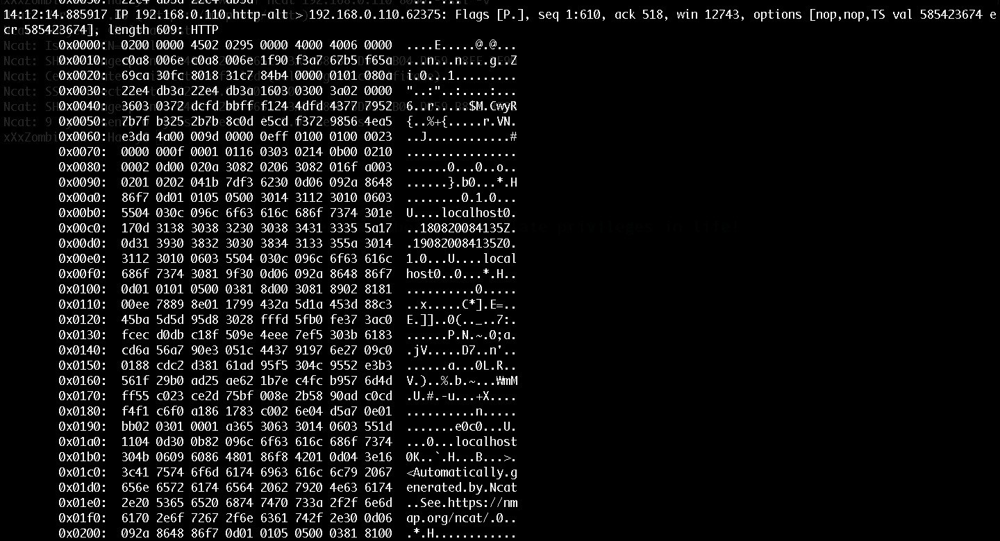 14:12:14.885917 IP 192.168.0.110.http-alt > 192.168.0.110.62375: Flags [P.], seq 1:610, ack 518, win 12743, options [nop,nop,TS val 585423674 e
cr 585423674], length 609: HTTP
0x0000: 0200 0000 4502 0295 0000 4000 4006 0000 ....E.....@.@...
0x0010: c0a8 006e c0a8 006e 1f90 f3a7 67b5 f65a ...n...n....g..Z
0x0020: 69ca 30fc 8018 31c7 84b4 0000 0101 080a i.0...1.........
0x0030: 22e4 db3a 22e4 db3a 1603 0300 3a02 0000 "..:"..:....:...
0x0040: 3603 0372 dcfd bbff f124 4dfd 4377 7952 6..r.....$M.CwyR
0x0050: 7b7f b325 2b7b 8c0d e5cd f372 9856 4ea5 {..%+{.....r.VN.
0x0060: e3da 4a00 009d 0000 0eff 0100 0100 0023 ..J............#
0x0070: 0000 000f 0001 0116 0303 0214 0b00 0210 ................
0x0080: 0002 0d00 020a 3082 0206 3082 016f a003 ......0...0..o..
0x0090: 0201 0202 041b 7df3 6230 0d06 092a 8648 ......}.b0...*.H
0x00a0: 86f7 0d01 0105 0500 3014 3112 3010 0603 ........0.1.0...
0x00b0: 5504 030c 096c 6f63 616c 686f 7374 301e U....localhost0.
0x00c0: 170d 3138 3038 3230 3038 3431 3335 5a17 ..180820084135Z.
0x00d0: 0d31 3930 3832 3030 3834 3133 355a 3014 .190820084135Z0.
0x00e0: 3112 3010 0603 5504 030c 096c 6f63 616c 1.0...U....local
0x00f0: 686f 7374 3081 9f30 0d06 092a 8648 86f7 host0..0...*.H..
0x0100: 0d01 0101 0500 0381 8d00 3081 8902 8181 ..........0.....
0x0110: 00ee 7889 8e01 1799 432a 5d1a 453d 88c3 ..x.....C*].E=..
0x0120: 45ba 5d5d 95d8 3028 fffd 5fb0 fe37 3ac0 E.]]..0(.._..7:.
0x0130: fcec d0db c18f 509e 4eee 7ef5 303b 6183 ......P.N.~.0;a.
0x0140: cd6a 56a7 90e3 051c 4437 9197 6e27 09c0 .jV.....D7..n'..
0x0150: 0188 cdc2 d381 61ad 95f5 304c 9552 e3b3 ......a...0L.R..
0x0160: 561f 29b0 ad25 ae62 1b7e c4fc b957 6d4d V.)..%.b.~...WmM
0x0170: ff55 c023 ce2d 75bf 008e 2b58 90ad c0cd .U.#.-u...+X....
0x0180: f4f1 c6f0 a186 1783 c002 6e04 d5a7 0e01 ..........n.....
0x0190: bb02 0301 0001 a365 3063 3014 0603 551d .......e0c0...U.
0x01a0: 1104 0d30 0b82 096c 6f63 616c 686f 7374 ...0...localhost
0x01b0: 304b 0609 6086 4801 86f8 4201 0d04 3e16 0K..`.H...B...>.
0x01c0: 3c41 7574 6f6d 6174 6963 616c 6c79 2067 <Automatically.g
0x01d0: 656e 6572 6174 6564 2062 7920 4e63 6174 enerated.by.Ncat
0x01e0: 2e20 5365 6520 6874 7470 733a 2f2f 6e6d ..See.https://nm
0x01f0: 6170 2e6f 7267 2f6e 6361 742f 2e30 0d06 ap.org/ncat/.0..
0x0200: 092a 8648 86f7 0d01 0105 0500 0381 8100 .*.H............